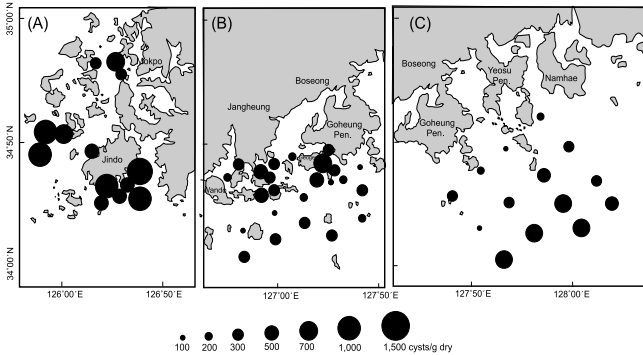 (A)
(B)
(C)
35°00'N
34°50'N
34°00'N
Mokpo
Jindo
Boseong
Jangheung
Goheung
Pen.
Wando
Boseong
Yeosu
Pen.
Namhae
Goheung
Pen.
126°00'E
126°50'E
127°00'E
127°50'E
127°50'E
128°00'E
100
200
300
500
700
1,000
1,500 cysts/g dry